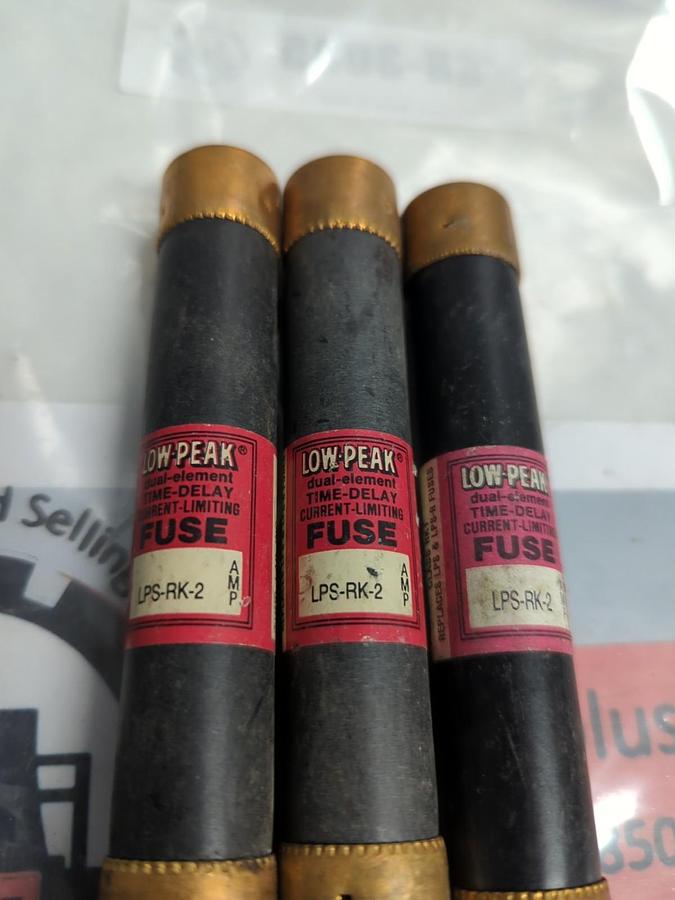 LOW-PEAK®
dual-element
TIME-DELAY
CURRENT-LIMITING
FUSE
LPS-RK-2
AMP
LOW-PEAK®
dual-element
TIME-DELAY
CURRENT-LIMITING
FUSE
LPS-RK-2
AMP
REPLACES LPS & LPS-R FUSES
LOW-PEAK
dual-element
TIME-DELAY
CURRENT-LIMITING
FUSE
LPS-RK-2
d Selling
lus
850